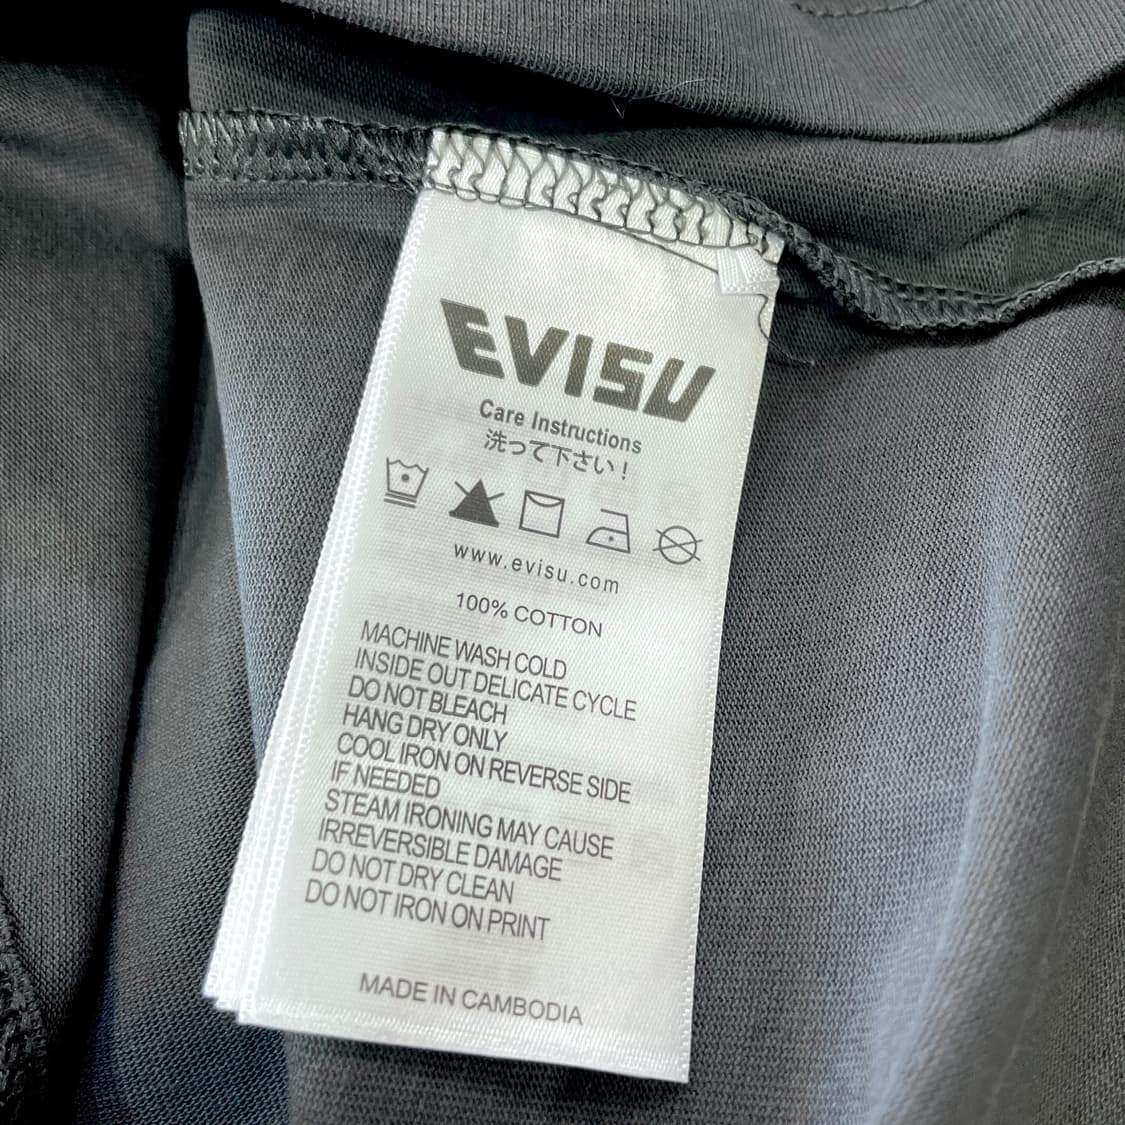 EVISU
Care Instructions
洗って下さい！
www.evisu.com
100% COTTON
MACHINE WASH COLD
INSIDE OUT DELICATE CYCLE
DO NOT BLEACH
HANG DRY ONLY
COOL IRON ON REVERSE SIDE
IF NEEDED
STEAM IRONING MAY CAUSE
IRREVERSIBLE DAMAGE
DO NOT DRY CLEAN
DO NOT IRON ON PRINT
MADE IN CAMBODIA